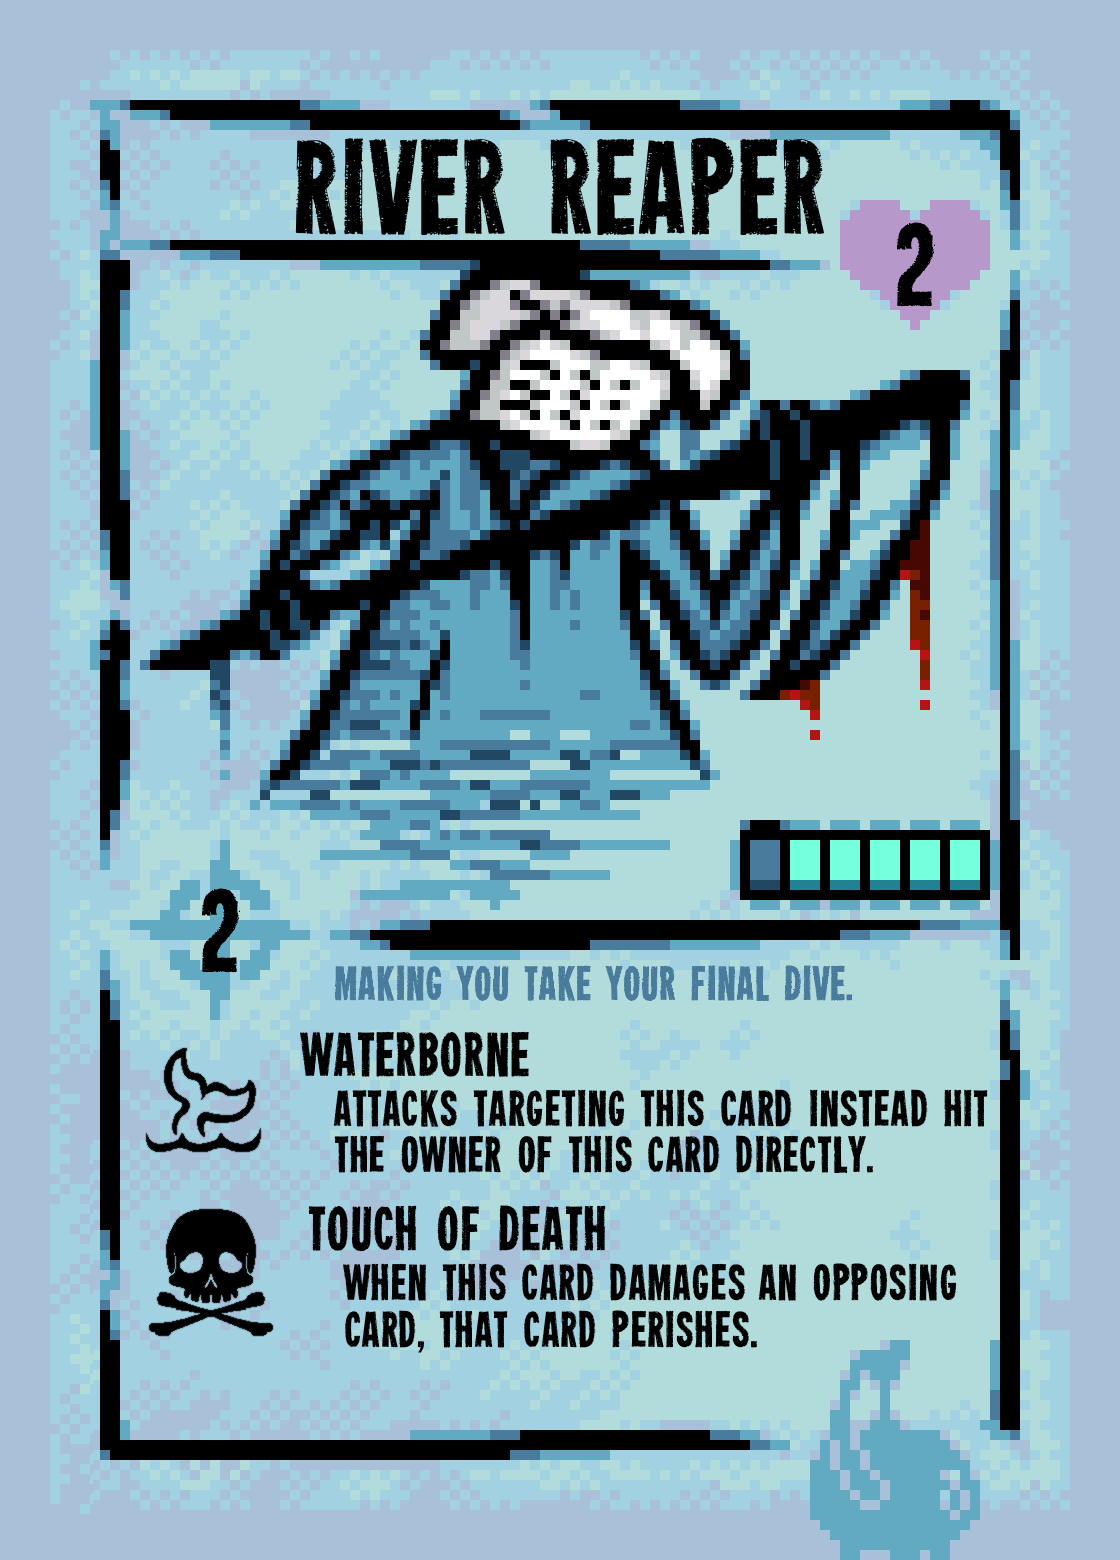 RIVER REAPER
2
2
MAKING YOU TAKE YOUR FINAL DIVE.
WATERBORNE
ATTACKS TARGETING THIS CARD INSTEAD HIT
THE OWNER OF THIS CARD DIRECTLY.
TOUCH OF DEATH
WHEN THIS CARD DAMAGES AN OPPOSING
CARD, THAT CARD PERISHES.